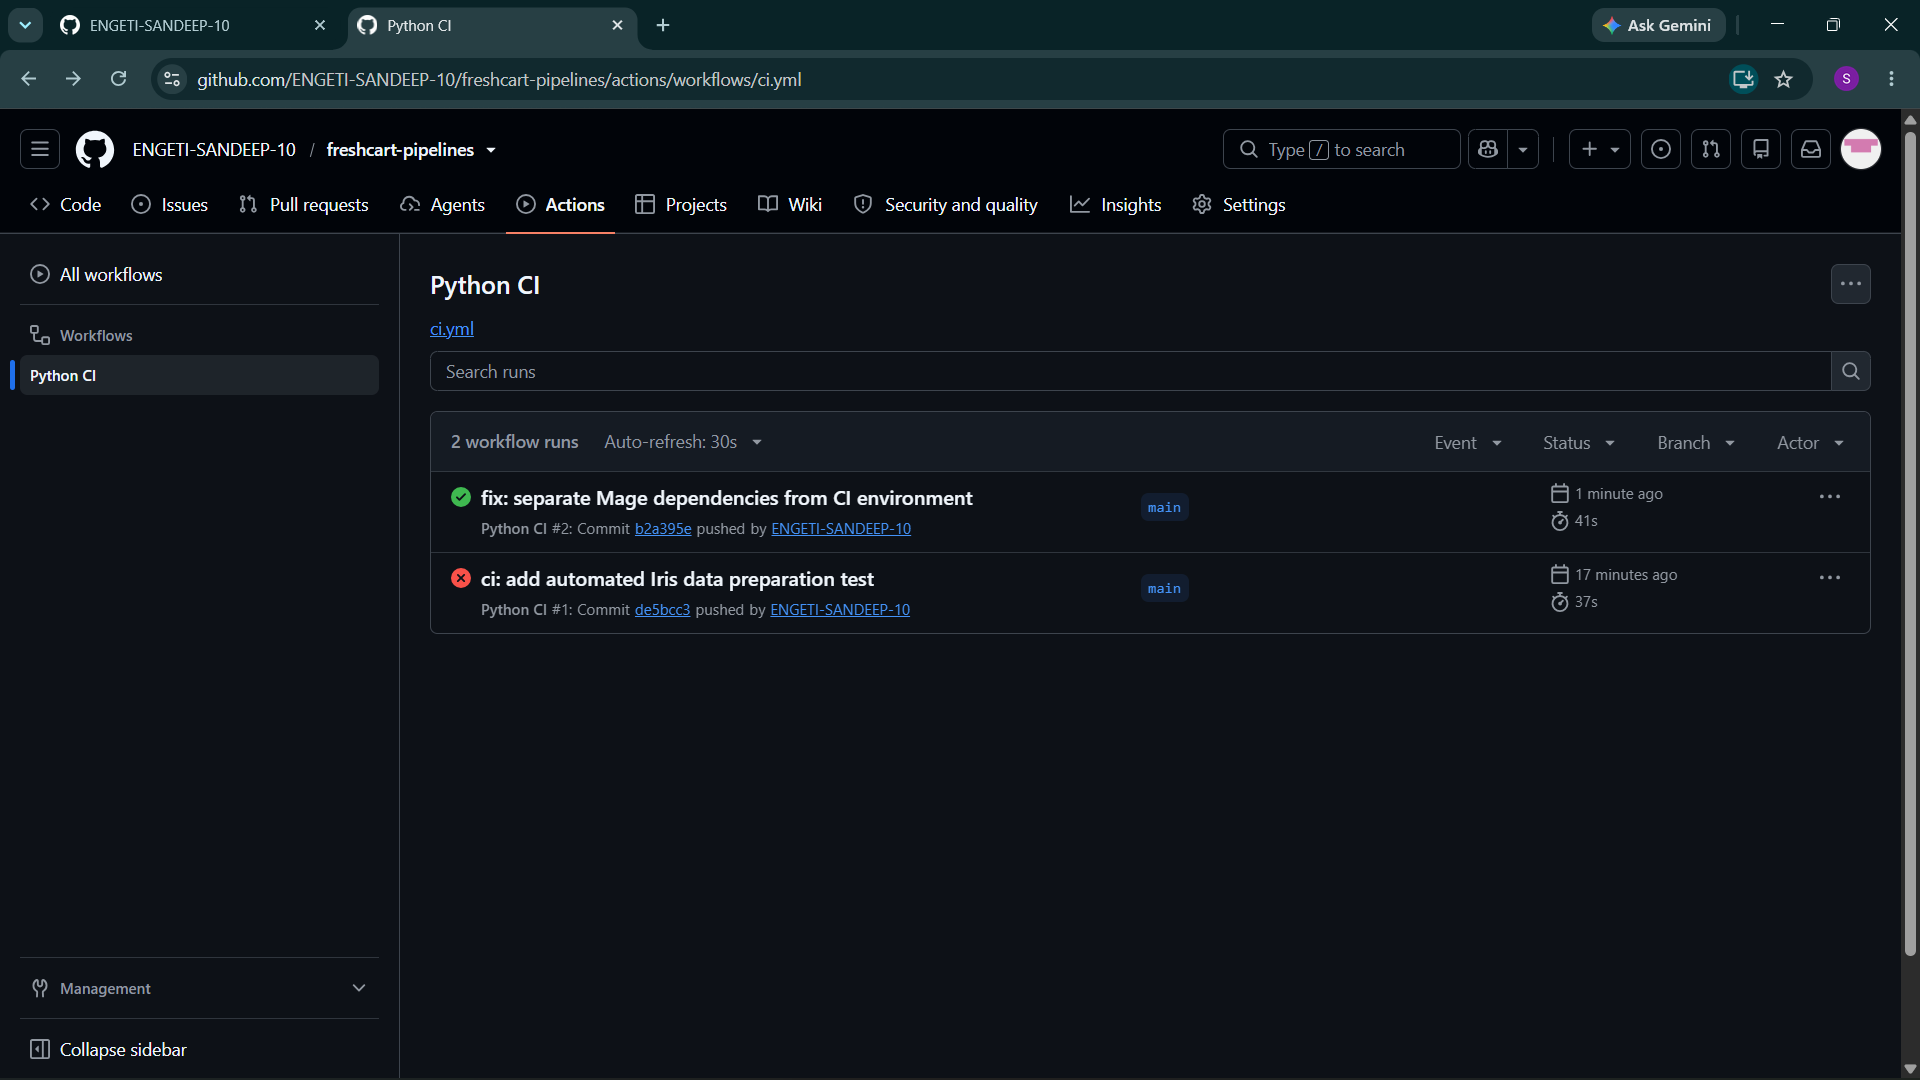 ENGETI-SANDEEP-10
Python CI
Ask Gemini
github.com/ENGETI-SANDEEP-10/freshcart-pipelines/actions/workflows/ci.yml
S
ENGETI-SANDEEP-10 / freshcart-pipelines
Type / to search
Code
Issues
Pull requests
Agents
Actions
Projects
Wiki
Security and quality
Insights
Settings
All workflows
Workflows
Python CI
Management
Collapse sidebar
Python CI
ci.yml
Search runs
2 workflow runs
Auto-refresh: 30s
Event
Status
Branch
Actor
fix: separate Mage dependencies from CI environment
Python CI #2: Commit b2a395e pushed by ENGETI-SANDEEP-10
main
1 minute ago
41s
ci: add automated Iris data preparation test
Python CI #1: Commit de5bcc3 pushed by ENGETI-SANDEEP-10
main
17 minutes ago
37s